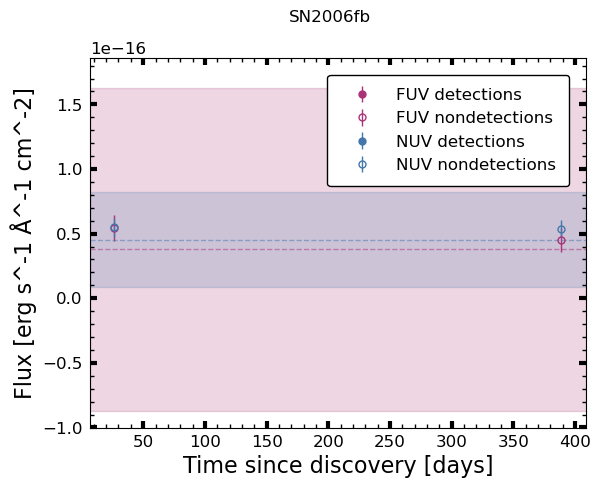 SN2006fb
1e−16
Flux [erg s^-1 Å^-1 cm^-2]
1.5
1.0
0.5
0.0
−0.5
−1.0
FUV detections
FUV nondetections
NUV detections
NUV nondetections
50 100 150 200 250 300 350 400
Time since discovery [days]